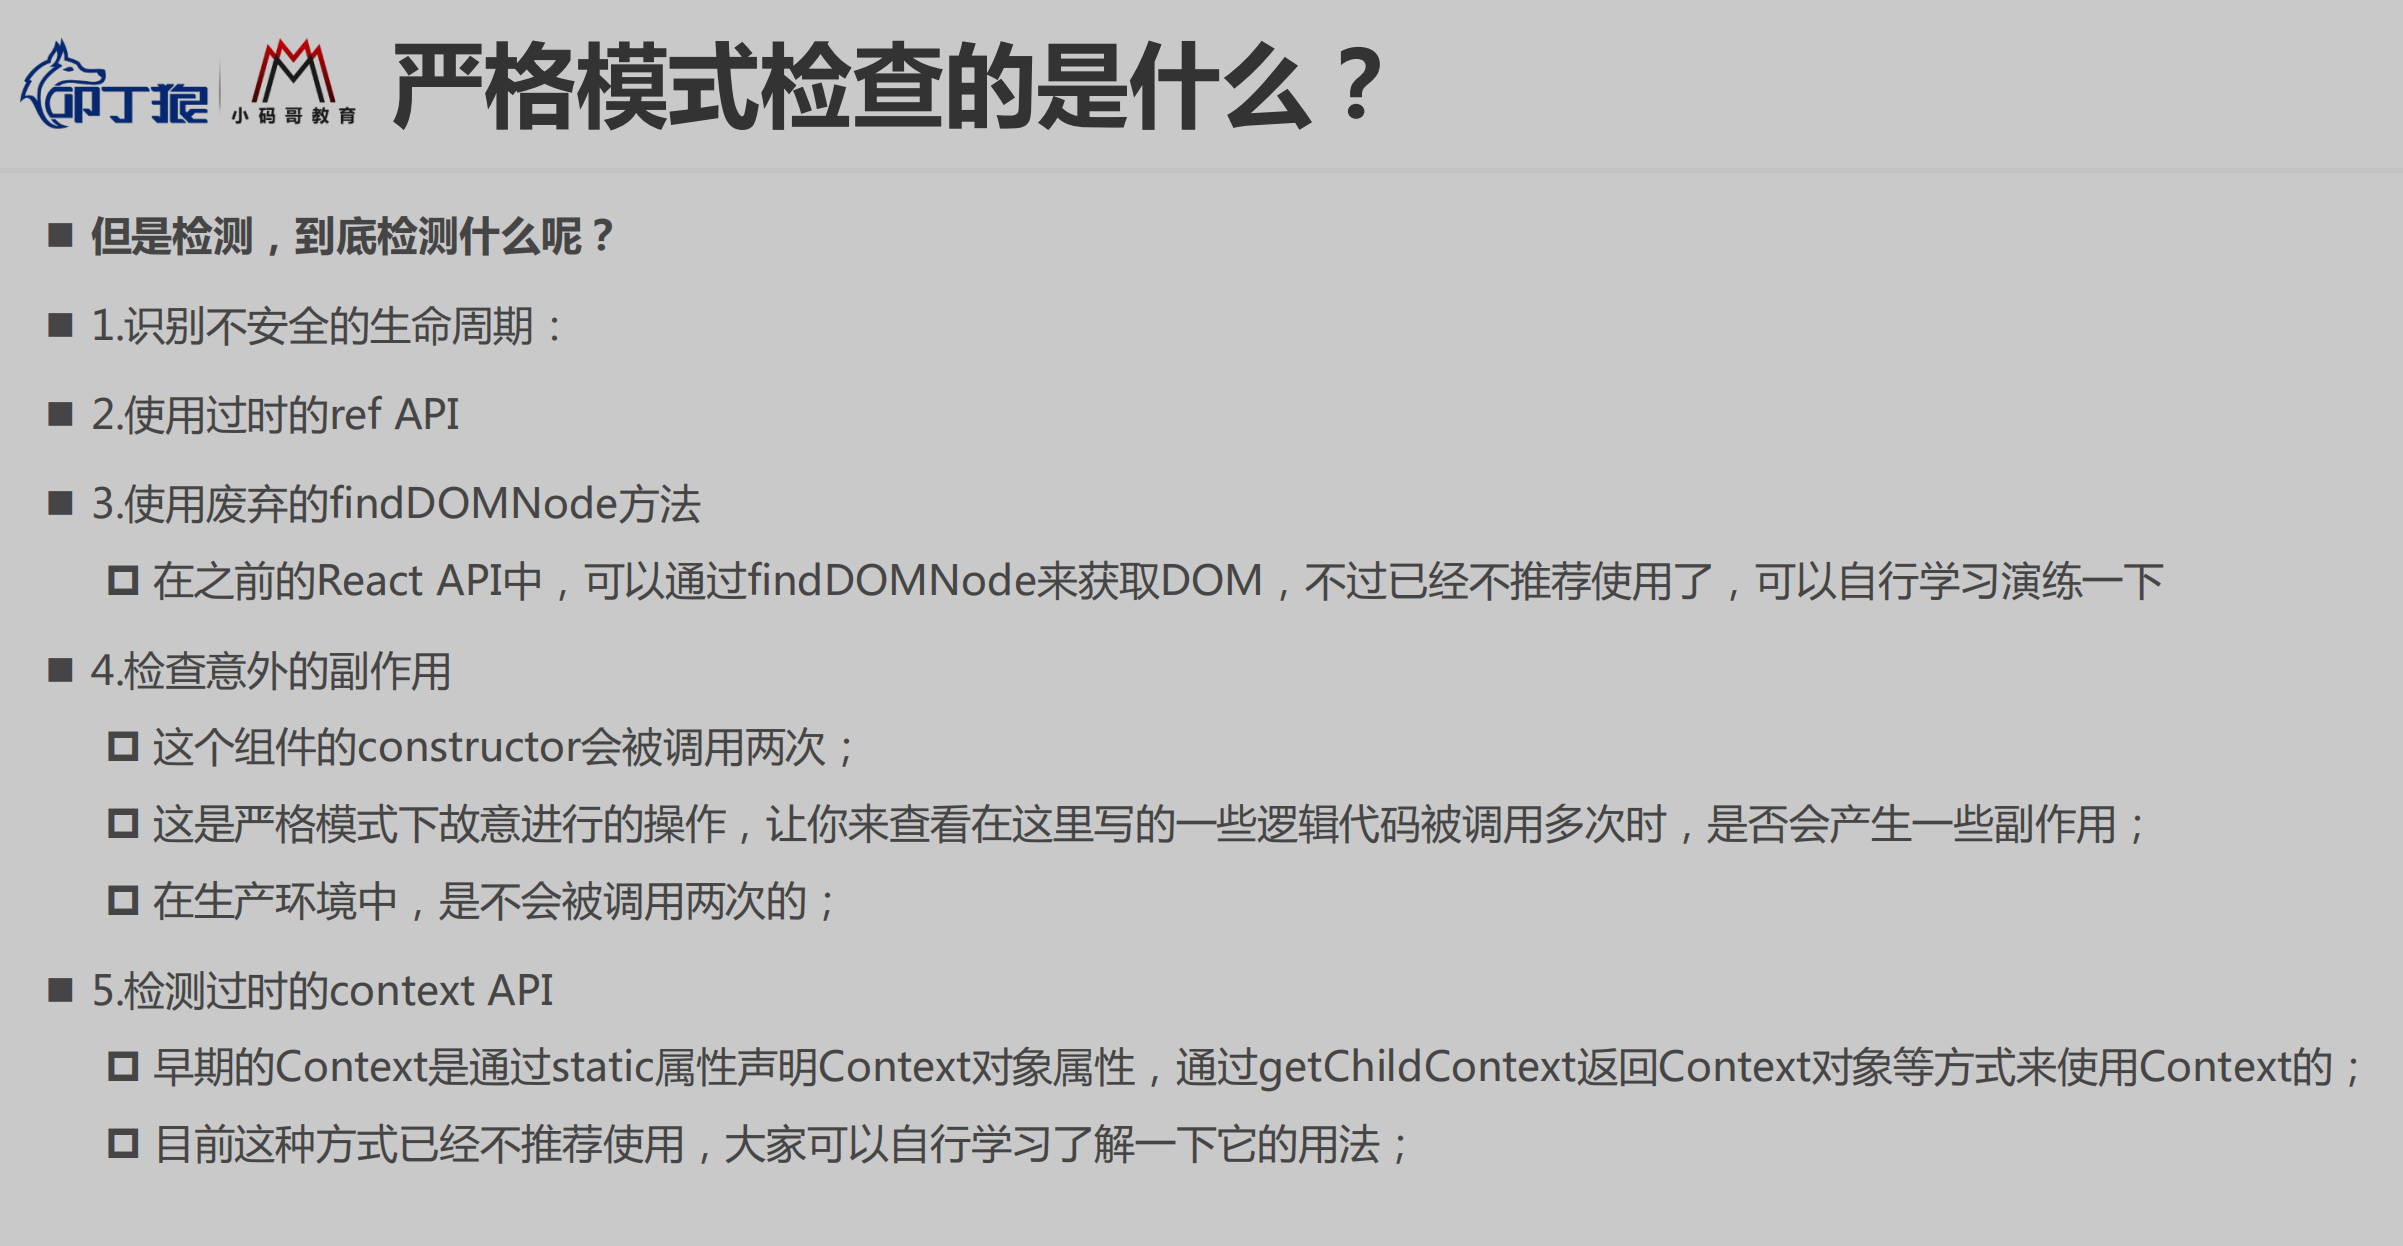 叩丁狼
小码哥教育
严格模式检查的是什么？
但是检测，到底检测什么呢？
1.识别不安全的生命周期：
2.使用过时的ref API
3.使用废弃的findDOMNode方法
在之前的React API中，可以通过findDOMNode来获取DOM，不过已经不推荐使用了，可以自行学习演练一下
4.检查意外的副作用
这个组件的constructor会被调用两次；
这是严格模式下故意进行的操作，让你来查看在这里写的一些逻辑代码被调用多次时，是否会产生一些副作用；
在生产环境中，是不会被调用两次的；
5.检测过时的context API
早期的Context是通过static属性声明Context对象属性，通过getChildContext返回Context对象等方式来使用Context的；
目前这种方式已经不推荐使用，大家可以自行学习了解一下它的用法；